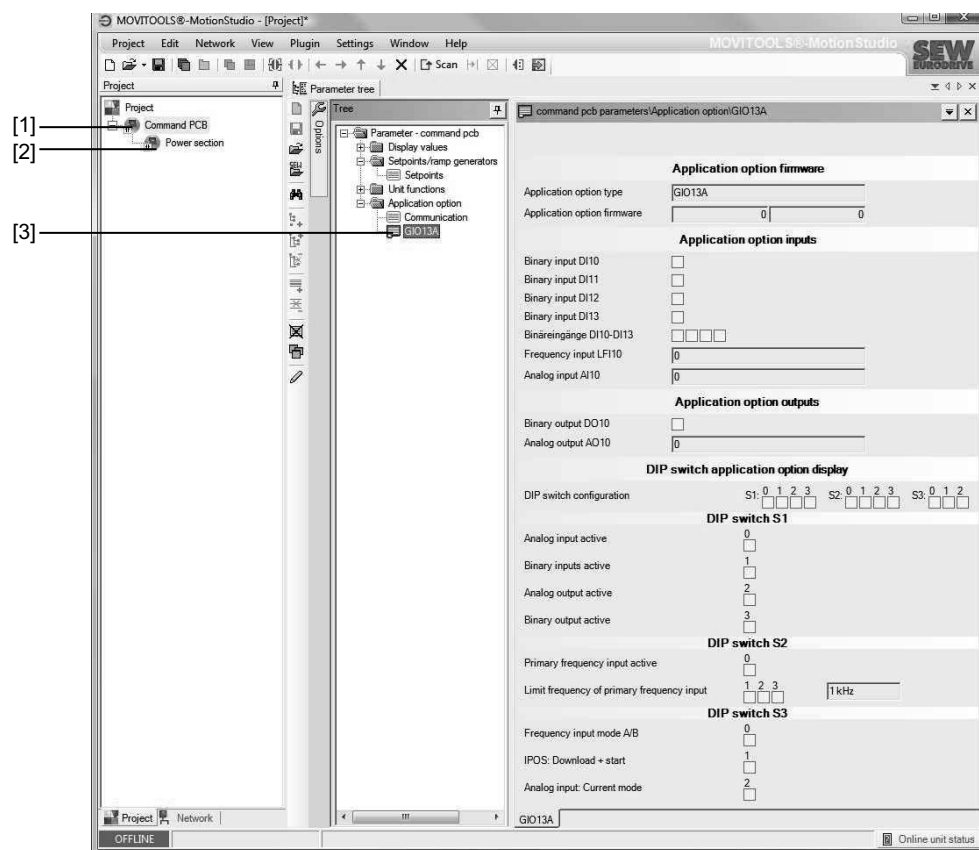 MOVITOOLS®-MotionStudio - [Project]*
Project Edit Network View Plugin Settings Window Help
MOVITOOLS®-MotionStudio
SEW
EURODRIVE
Scan
Project
Parameter tree
[1]
[2]
[3]
Project
Command PCB
Power section
Options
Tree
Parameter - command pcb
Display values
Setpoints/ramp generators
Setpoints
Unit functions
Application option
Communication
GIO13A
command pcb parameters\Application option\GIO13A
Application option firmware
Application option type GIO13A
Application option firmware 0 0
Application option inputs
Binary input DI10
Binary input DI11
Binary input DI12
Binary input DI13
Binäreingänge DI10-DI13
Frequency input LFI10 0
Analog input AI10 0
Application option outputs
Binary output DO10
Analog output AO10 0
DIP switch application option display
DIP switch configuration S1: 0 1 2 3 S2: 0 1 2 3 S3: 0 1 2
DIP switch S1
Analog input active 0
Binary inputs active 1
Analog output active 2
Binary output active 3
DIP switch S2
Primary frequency input active 0
Limit frequency of primary frequency input 1 2 3 1 kHz
DIP switch S3
Frequency input mode A/B 0
IPOS: Download + start 1
Analog input: Current mode 2
Project Network
GIO13A
OFFLINE
Online unit status